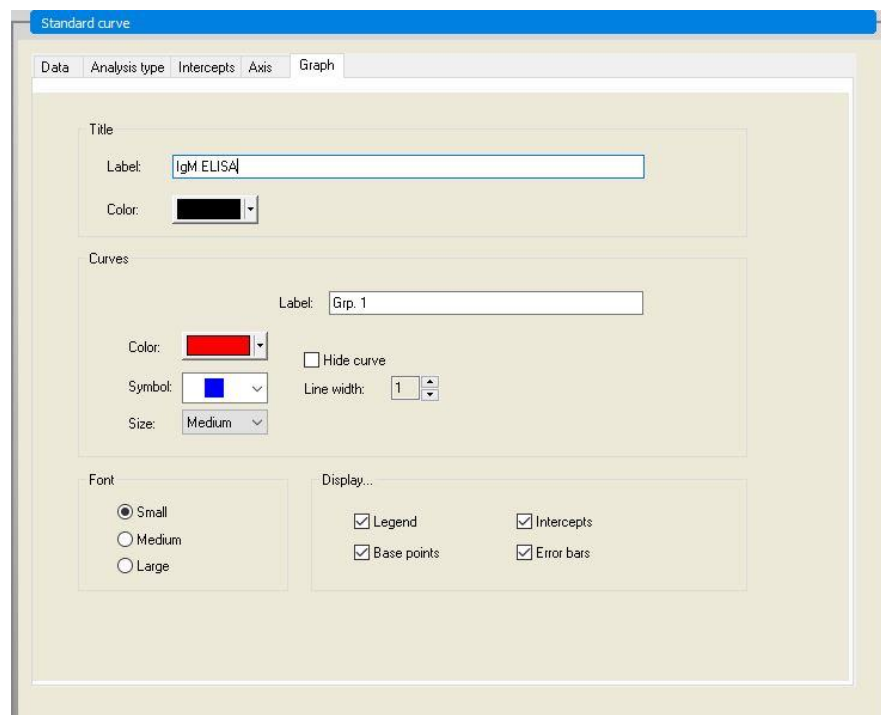 Standard curve
Data Analysis type Intercepts Axis Graph
Title
Label: IgM ELISA
Color:
Curves
Label: Grp. 1
Color:
Hide curve
Symbol:
Line width: 1
Size: Medium
Font
Small
Medium
Large
Display...
Legend Intercepts
Base points Error bars